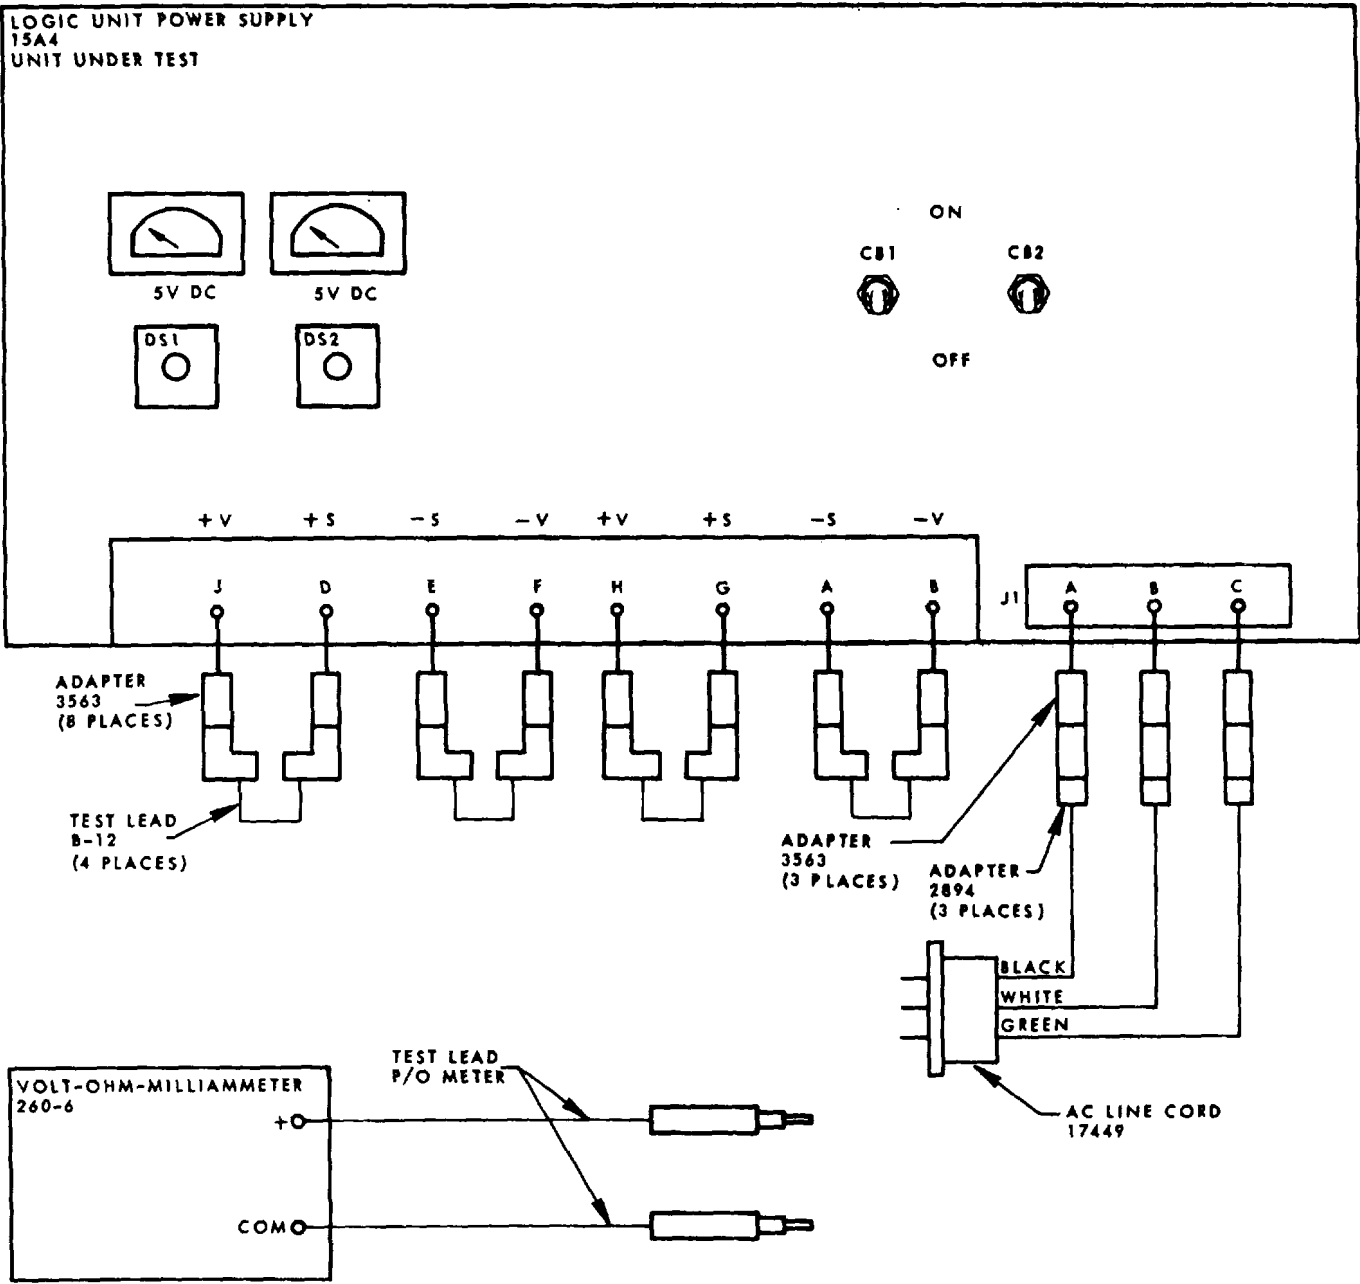 LOGIC UNIT POWER SUPPLY
15A4
UNIT UNDER TEST
ON
CB1
CB2
5V DC
5V DC
DS1
DS2
OFF
+V
+S
-S
-V
+V
+S
-S
-V
J
D
E
F
H
G
A
B
J1
A
B
C
ADAPTER
3563
(8 PLACES)
TEST LEAD
B-12
(4 PLACES)
ADAPTER
3563
(3 PLACES)
ADAPTER
2894
(3 PLACES)
BLACK
WHITE
GREEN
TEST LEAD
P/O METER
VOLT-OHM-MILLIAMMETER
260-6
+
COM
AC LINE CORD
17449